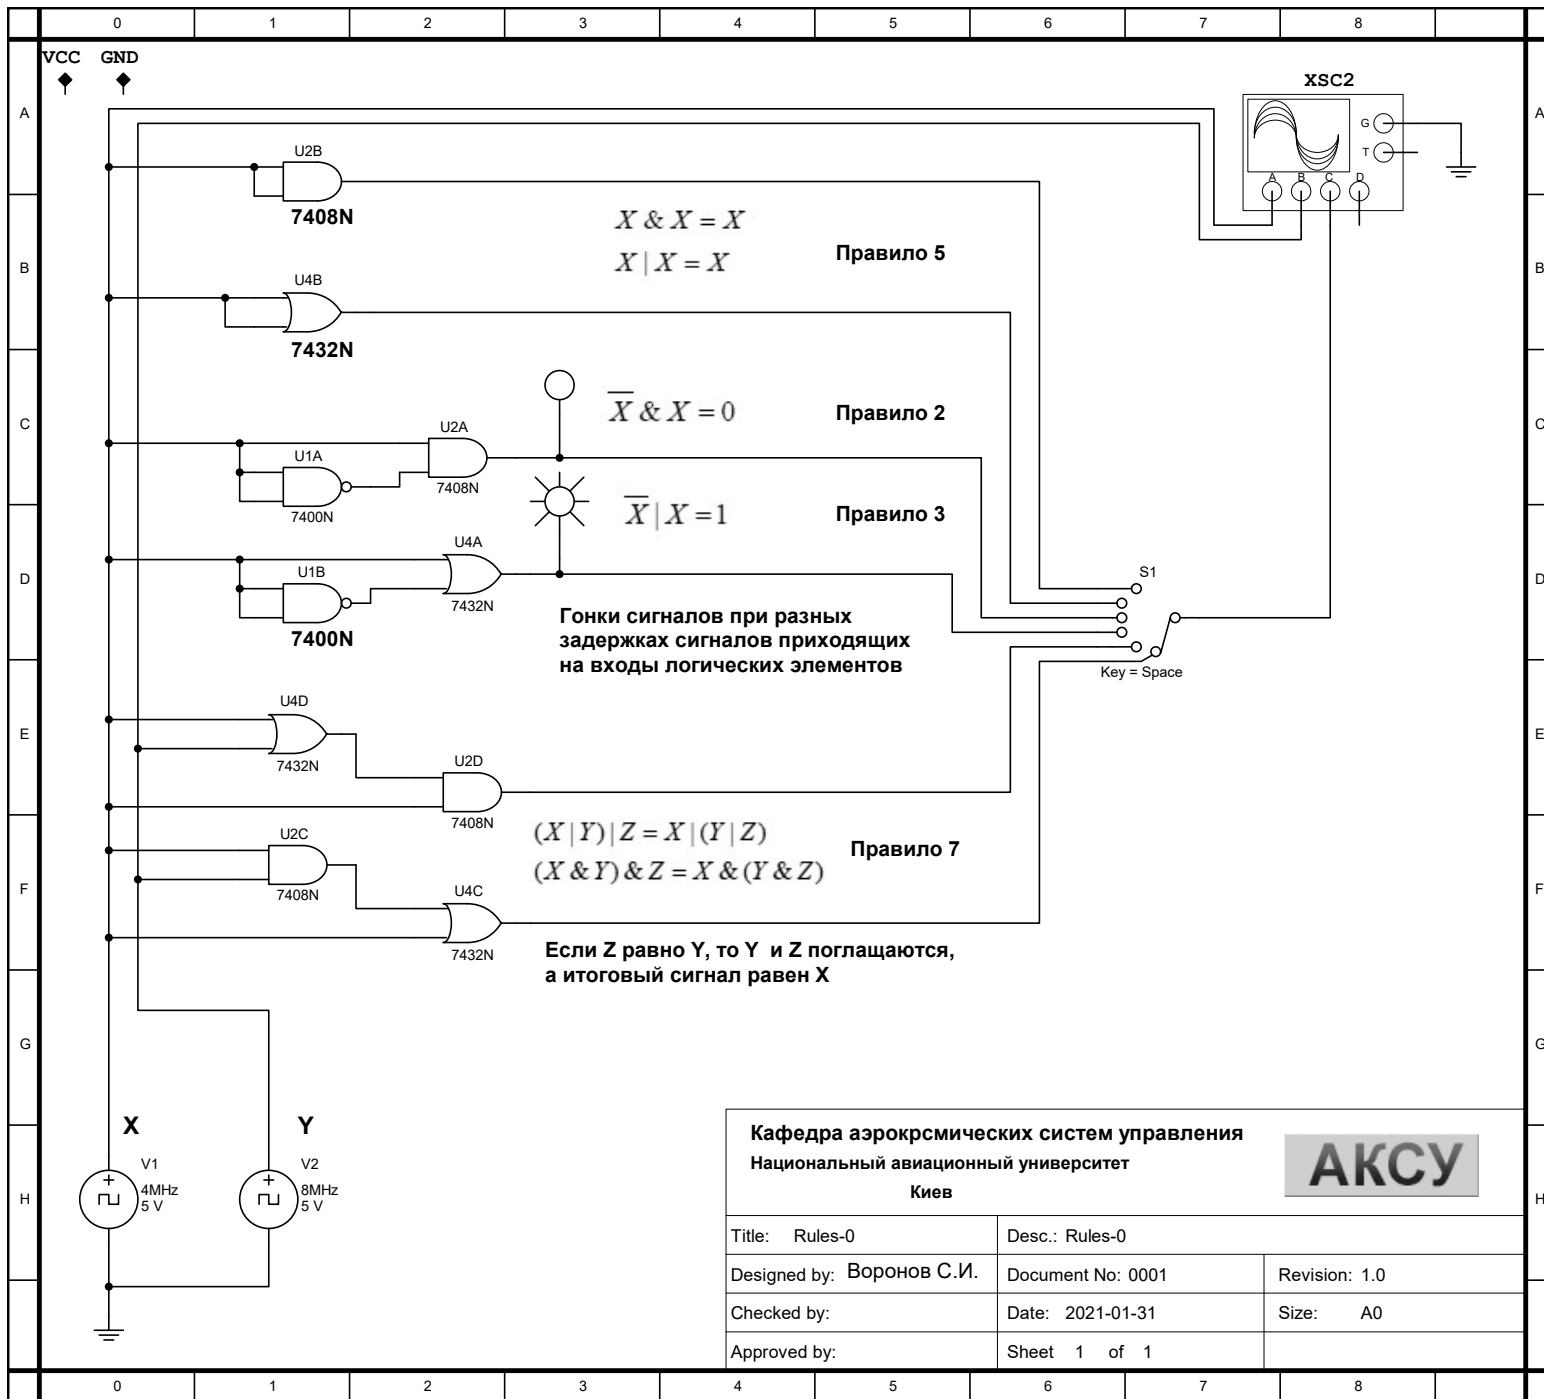 0 1 2 3 4 5 6 7 8
VCC GND
XSC2
A A
G
T
A B C D
U2B
7408N
X & X = X
X | X = X
Правило 5
B B
U4B
7432N
X̅ & X = 0
Правило 2
C C
U2A
7408N
U1A
7400N
X̅ | X = 1
Правило 3
U4A
7432N
D D
U1B
7400N
S1
Key = Space
Гонки сигналов при разных
задержках сигналов приходящих
на входы логических элементов
U4D
7432N
E E
U2D
7408N
U2C
7408N
(X | Y) | Z = X | (Y | Z)
(X & Y) & Z = X & (Y & Z)
Правило 7
F F
U4C
7432N
Если Z равно Y, то Y и Z поглащаются,
а итоговый сигнал равен X
G G
X
Y
V1
4MHz
5 V
V2
8MHz
5 V
H H
Кафедра аэрокрсмических систем управления
Национальный авиационный университет
Киев
АКСУ
Title: Rules-0
Desc.: Rules-0
Designed by: Воронов С.И.
Document No: 0001
Revision: 1.0
Checked by:
Date: 2021-01-31
Size: A0
Approved by:
Sheet 1 of 1
0 1 2 3 4 5 6 7 8